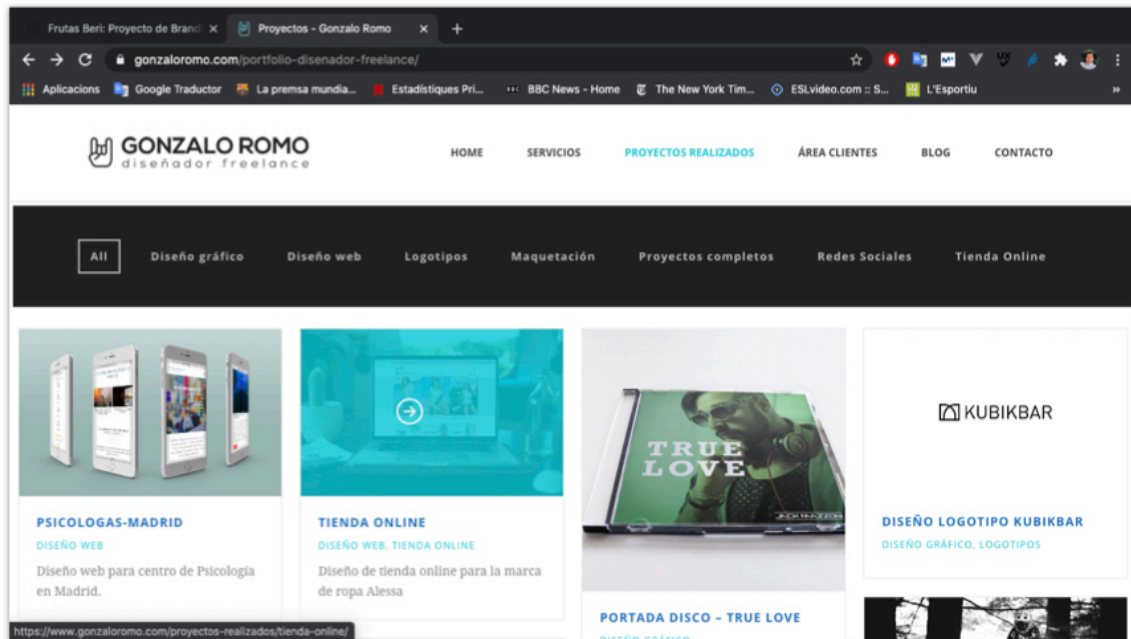 Frutas Beri: Proyecto de Brand
Proyectos - Gonzalo Romo
gonzaloromo.com/portfolio-disenador-freelance/
Aplicacions
Google Traductor
La premsa mundia...
Estadístiques Pri...
BBC News - Home
The New York Tim...
ESLvideo.com :: S...
L'Esportiu
»
GONZALO ROMO
diseñador freelance
HOME
SERVICIOS
PROYECTOS REALIZADOS
ÁREA CLIENTES
BLOG
CONTACTO
All
Diseño gráfico
Diseño web
Logotipos
Maquetación
Proyectos completos
Redes Sociales
Tienda Online
PSICOLOGAS-MADRID
DISEÑO WEB
Diseño web para centro de Psicología
en Madrid.
TIENDA ONLINE
DISEÑO WEB, TIENDA ONLINE
Diseño de tienda online para la marca
de ropa Alessa
TRUE
LOVE
PORTADA DISCO – TRUE LOVE
DISEÑO GRÁFICO
KUBIKBAR
DISEÑO LOGOTIPO KUBIKBAR
DISEÑO GRÁFICO, LOGOTIPOS
https://www.gonzaloromo.com/proyectos-realizados/tienda-online/